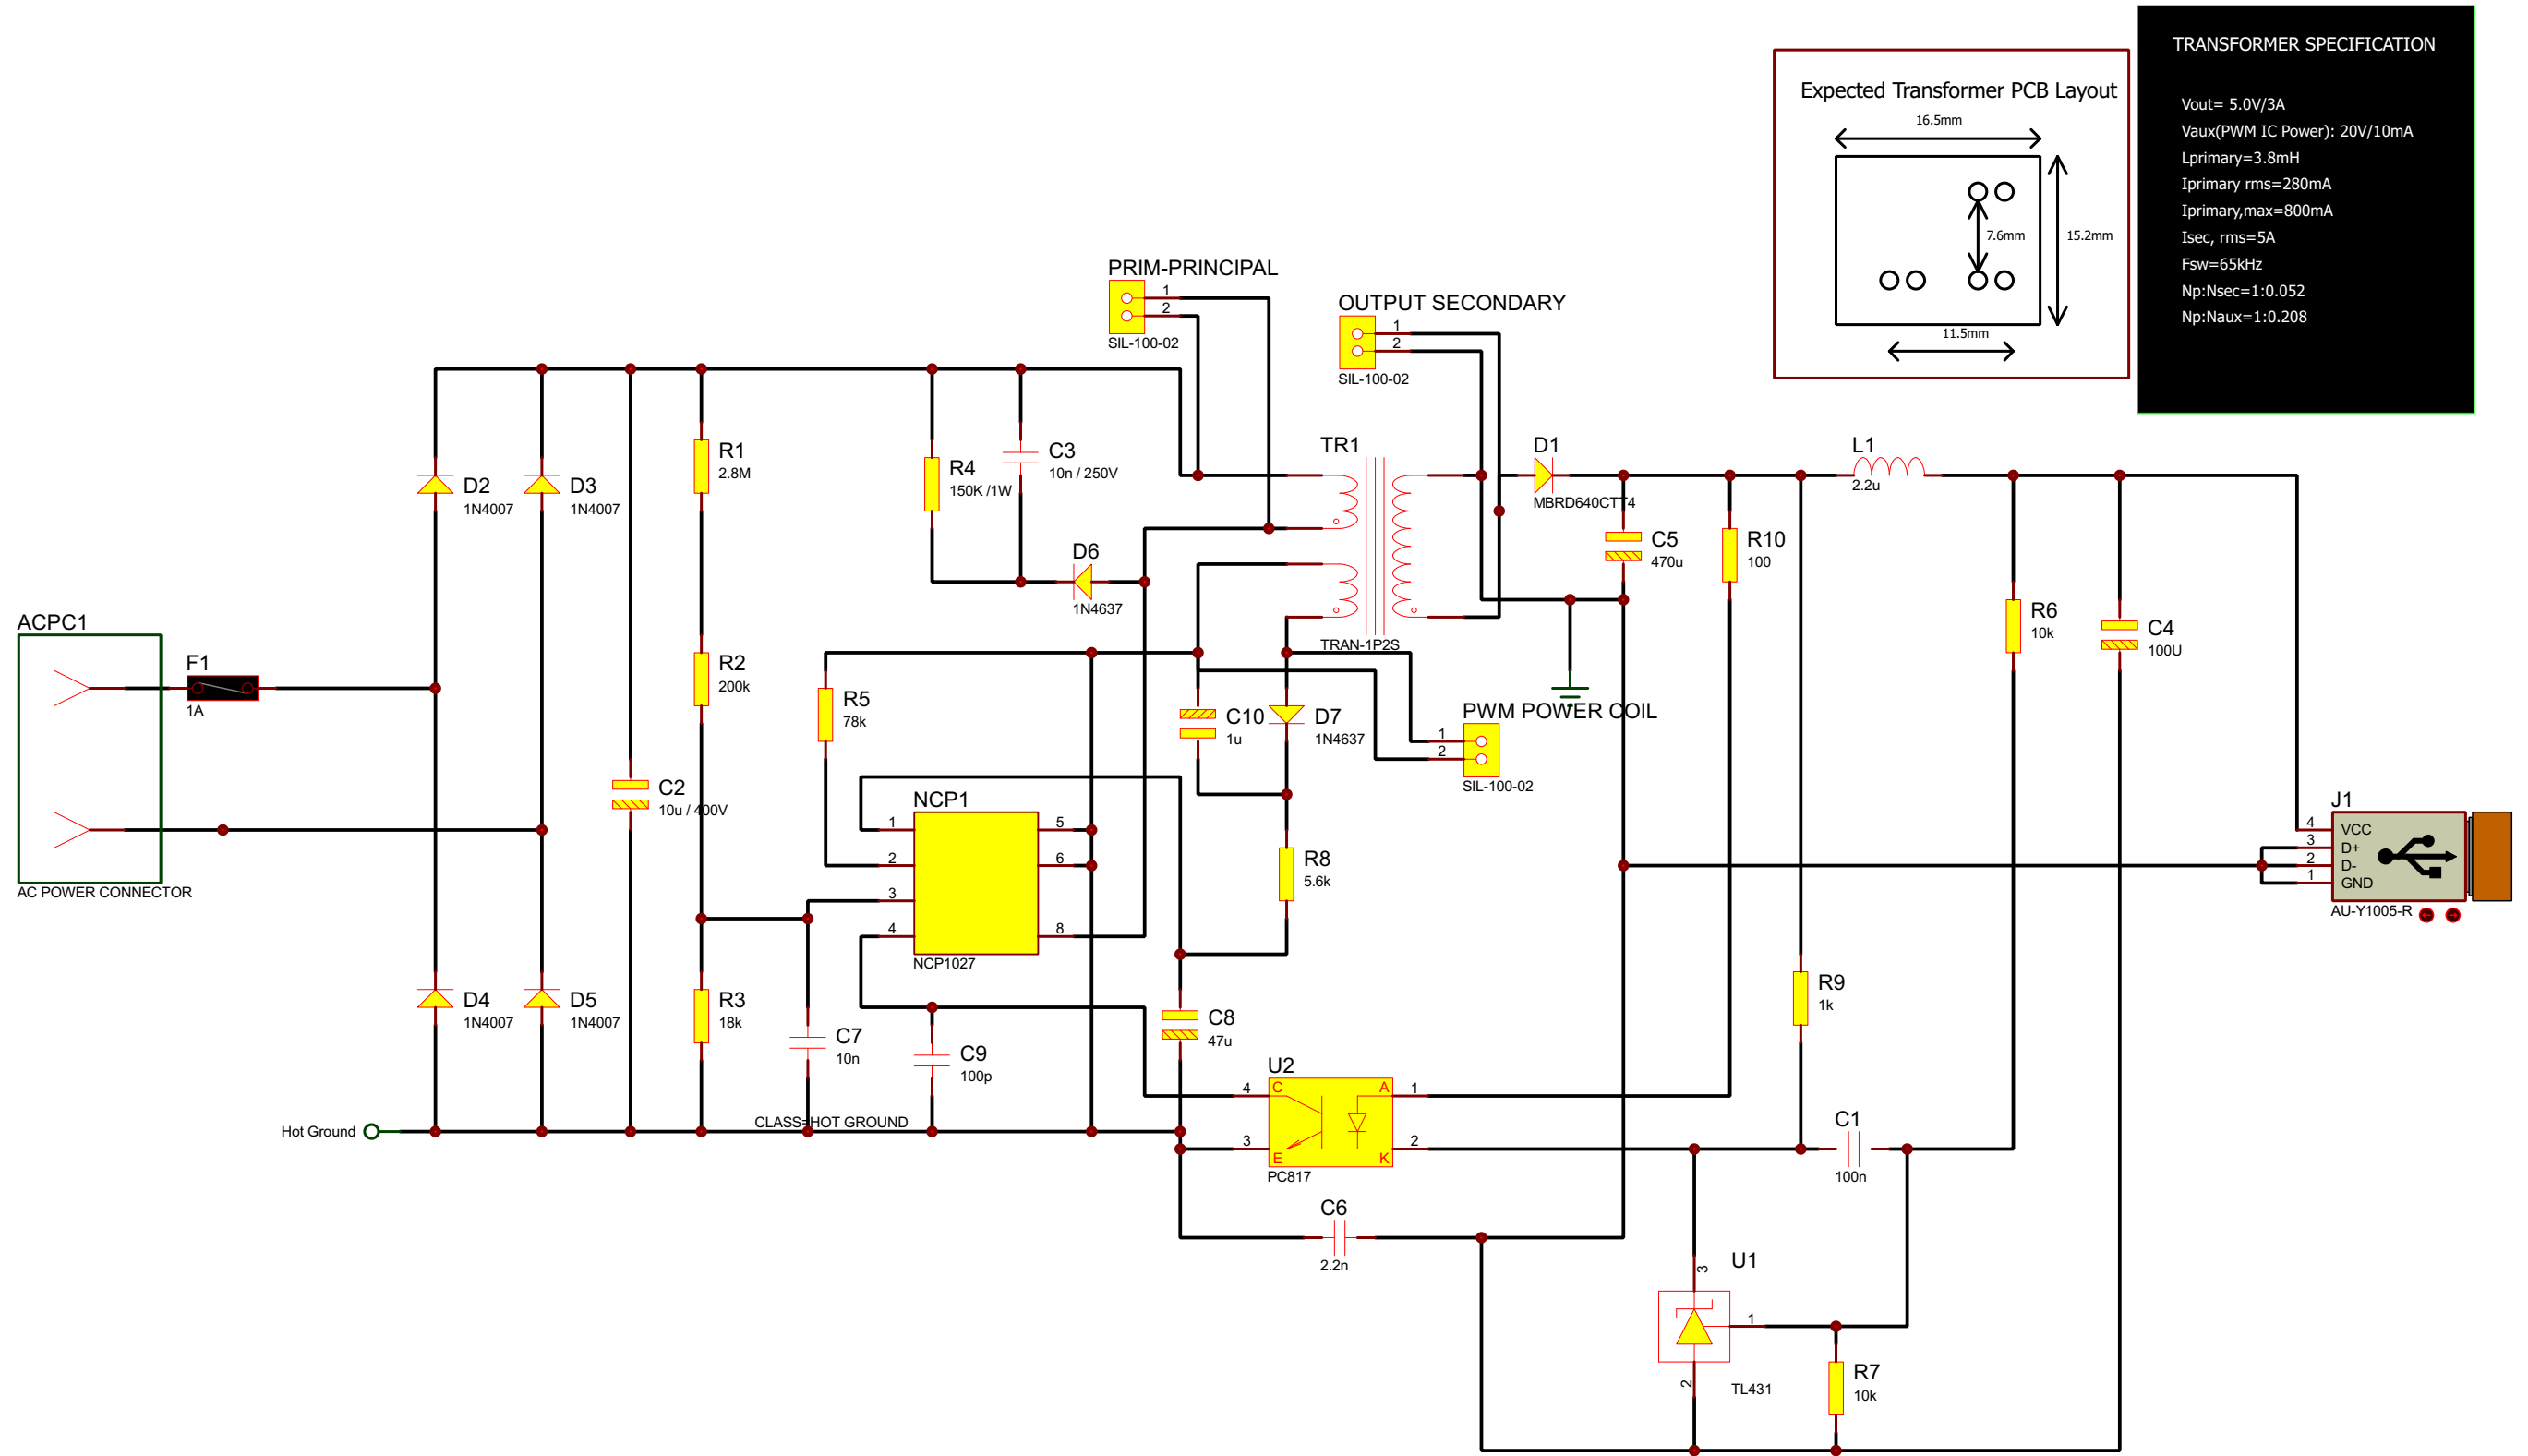 TRANSFORMER SPECIFICATION
Vout= 5.0V/3A
Vaux(PWM IC Power): 20V/10mA
Lprimary=3.8mH
Iprimary rms=280mA
Iprimary,max=800mA
Isec, rms=5A
Fsw=65kHz
Np:Nsec=1:0.052
Np:Naux=1:0.208
Expected Transformer PCB Layout
16.5mm
7.6mm
15.2mm
11.5mm
PRIM-PRINCIPAL
1
2
SIL-100-02
OUTPUT SECONDARY
1
2
SIL-100-02
R1
2.8M
R4
150K /1W
C3
10n / 250V
TR1
TRAN-1P2S
D1
MBRD640CTT4
L1
2.2u
D2
1N4007
D3
1N4007
D6
1N4637
C5
470u
R10
100
R6
10k
C4
100U
ACPC1
AC POWER CONNECTOR
F1
1A
R2
200k
R5
78k
C10
1u
D7
1N4637
PWM POWER COIL
1
2
SIL-100-02
C2
10u / 400V
NCP1
1
2
3
4
5
6
8
NCP1027
R8
5.6k
J1
4
3
2
1
VCC
D+
D-
GND
AU-Y1005-R
D4
1N4007
D5
1N4007
R3
18k
C7
10n
C9
100p
C8
47u
R9
1k
Hot Ground
CLASS=HOT GROUND
U2
4
3
C
E
A
K
1
2
PC817
C1
100n
C6
2.2n
U1
3
1
2
TL431
R7
10k